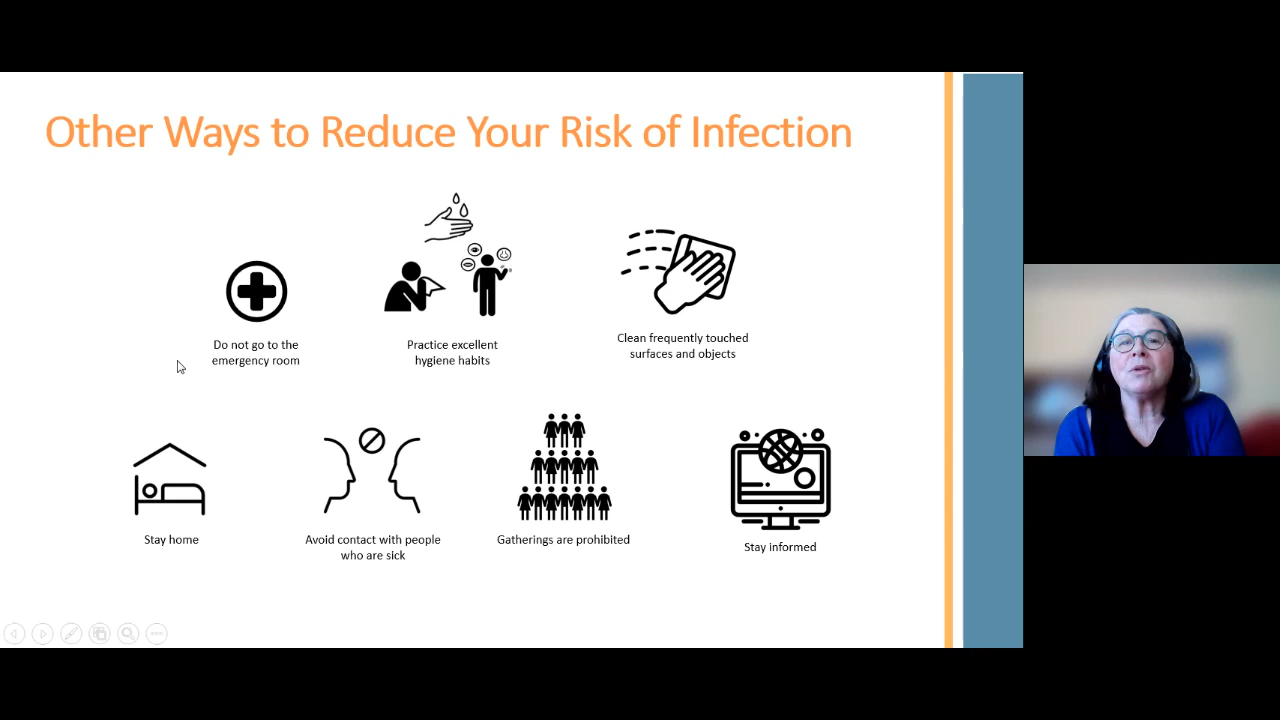 Other Ways to Reduce Your Risk of Infection
Do not go to the
emergency room
Practice excellent
hygiene habits
Clean frequently touched
surfaces and objects
Stay home
Avoid contact with people
who are sick
Gatherings are prohibited
Stay informed